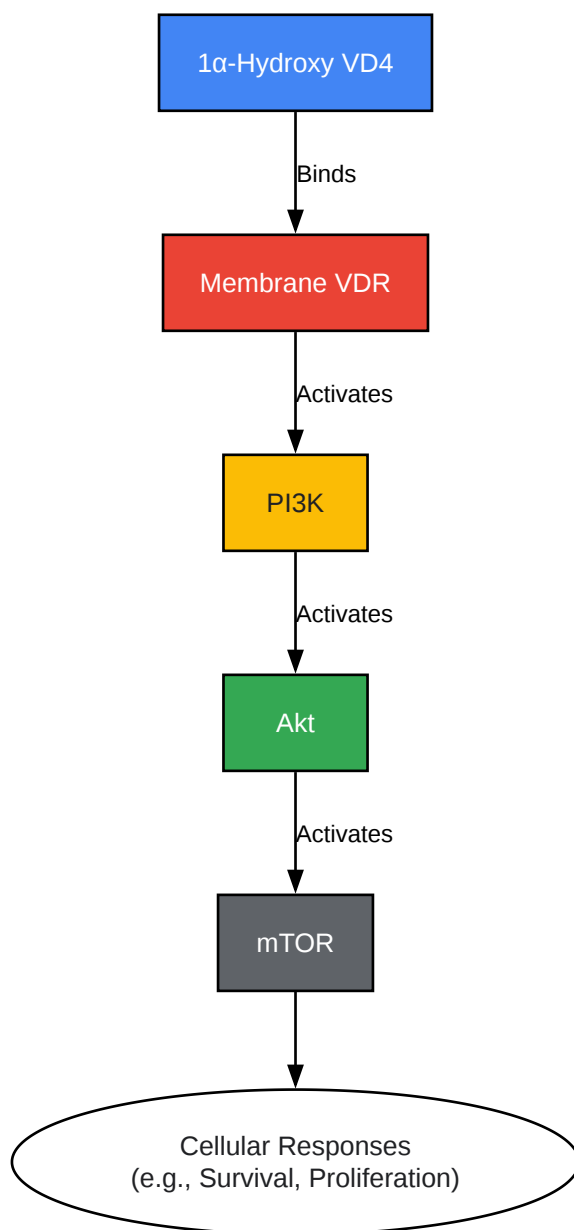 1α-Hydroxy VD4
Binds
Membrane VDR
Activates
PI3K
Activates
Akt
Activates
mTOR
Cellular Responses
(e.g., Survival, Proliferation)